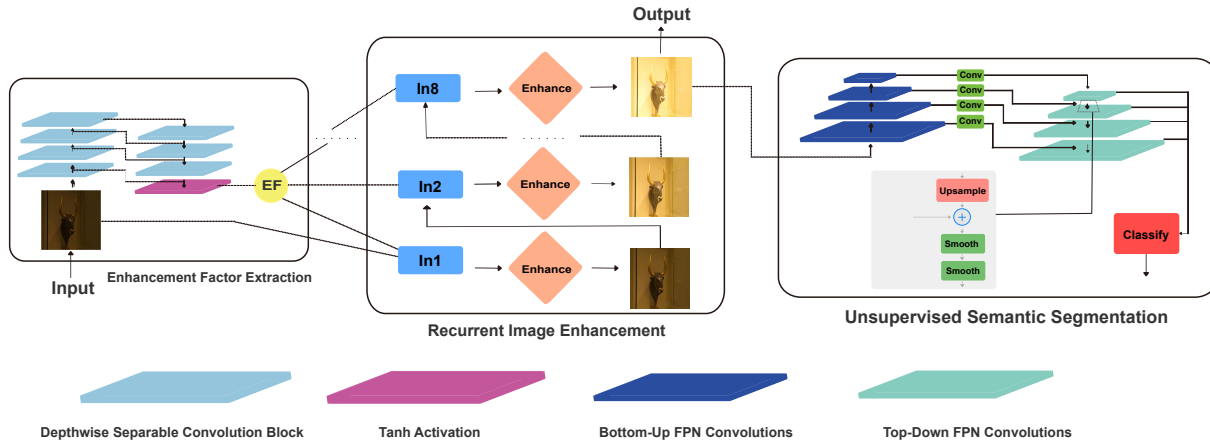 Output
In8
Enhance
Conv
Conv
Conv
Conv
EF
In2
Enhance
Upsample
Smooth
Smooth
Classify
In1
Enhance
Input
Enhancement Factor Extraction
Recurrent Image Enhancement
Unsupervised Semantic Segmentation
Depthwise Separable Convolution Block
Tanh Activation
Bottom-Up FPN Convolutions
Top-Down FPN Convolutions